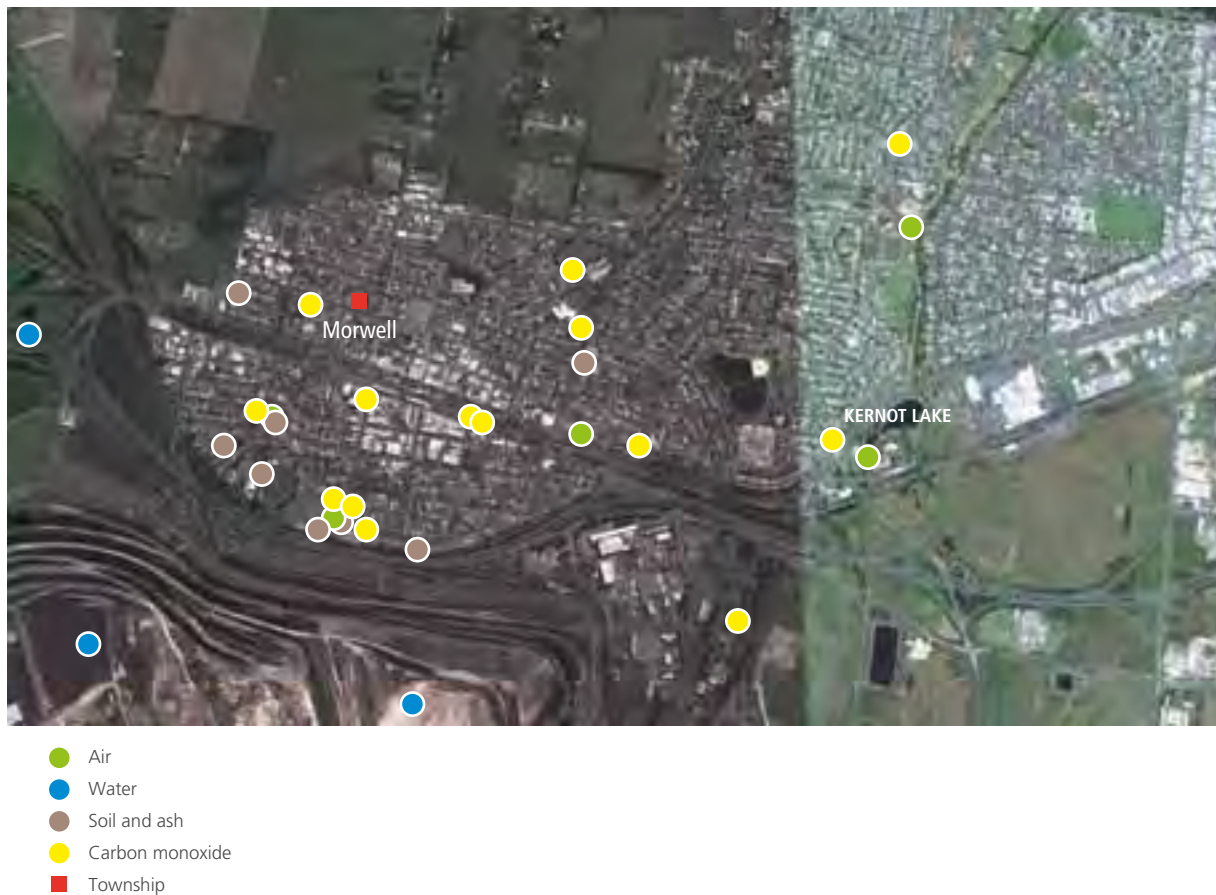 Morwell
KERNOT LAKE
Air
Water
Soil and ash
Carbon monoxide
Township